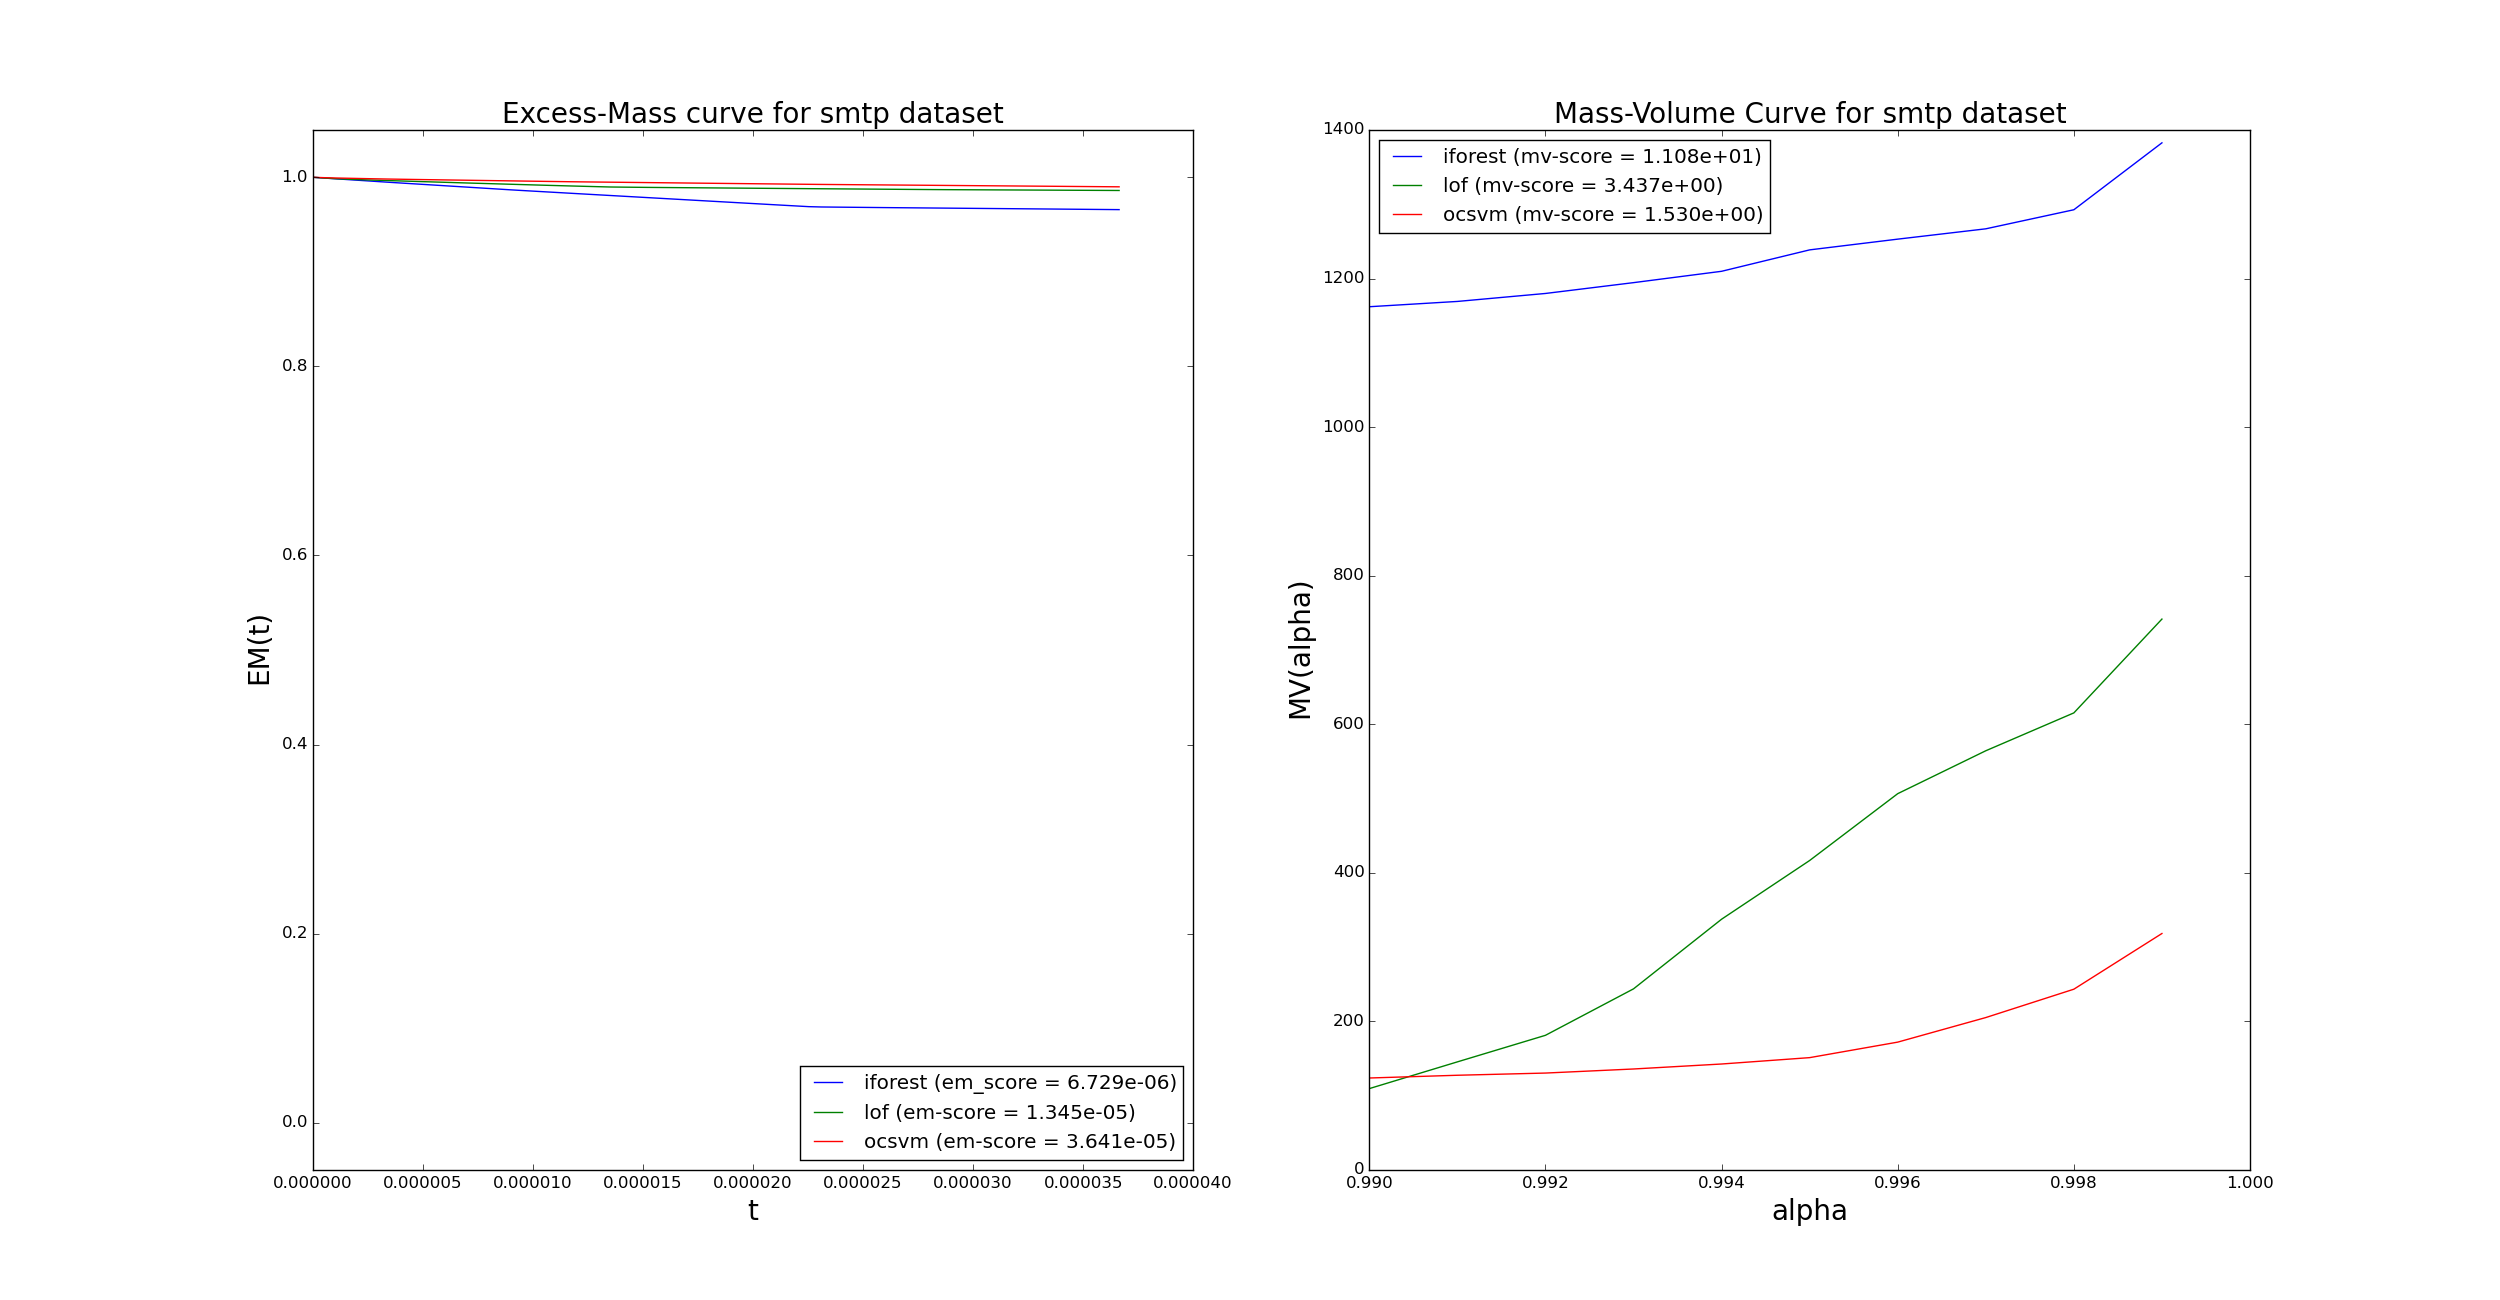 Excess-Mass curve for smtp dataset
1.0
0.8
0.6
0.4
0.2
0.0
EM(t)
iforest (em_score = 6.729e-06)
lof (em-score = 1.345e-05)
ocsvm (em-score = 3.641e-05)
0.000000 0.000005 0.000010 0.000015 0.000020 0.000025 0.000030 0.000035 0.000040
t
Mass-Volume Curve for smtp dataset
1400
1200
1000
800
600
400
200
0
MV(alpha)
iforest (mv-score = 1.108e+01)
lof (mv-score = 3.437e+00)
ocsvm (mv-score = 1.530e+00)
0.990 0.992 0.994 0.996 0.998 1.000
alpha